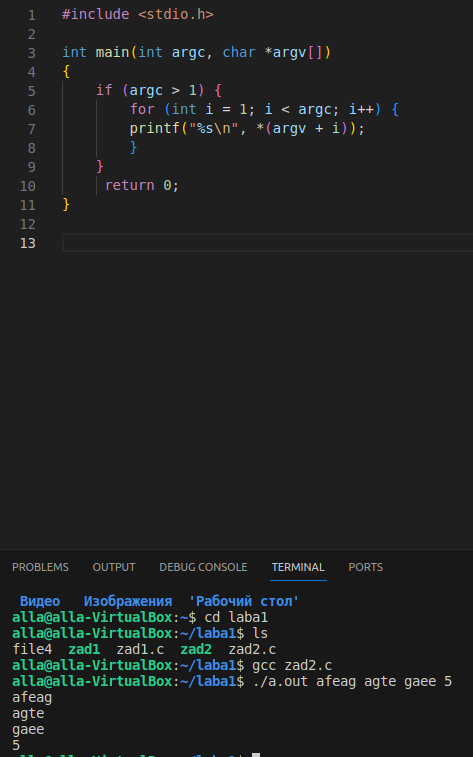 1 #include <stdio.h>
2
3 int main(int argc, char *argv[])
4 {
5 if (argc > 1) {
6 for (int i = 1; i < argc; i++) {
7 printf("%s\n", *(argv + i));
8 }
9 }
10 return 0;
11 }
12
13
PROBLEMS OUTPUT DEBUG CONSOLE TERMINAL PORTS
Видео Изображения 'Рабочий стол'
alla@alla-VirtualBox:~$ cd laba1
alla@alla-VirtualBox:~/laba1$ ls
file4 zad1 zad1.c zad2 zad2.c
alla@alla-VirtualBox:~/laba1$ gcc zad2.c
alla@alla-VirtualBox:~/laba1$ ./a.out afeag agte gaee 5
afeag
agte
gaee
5
alla@alla-VirtualBox:~/laba1$